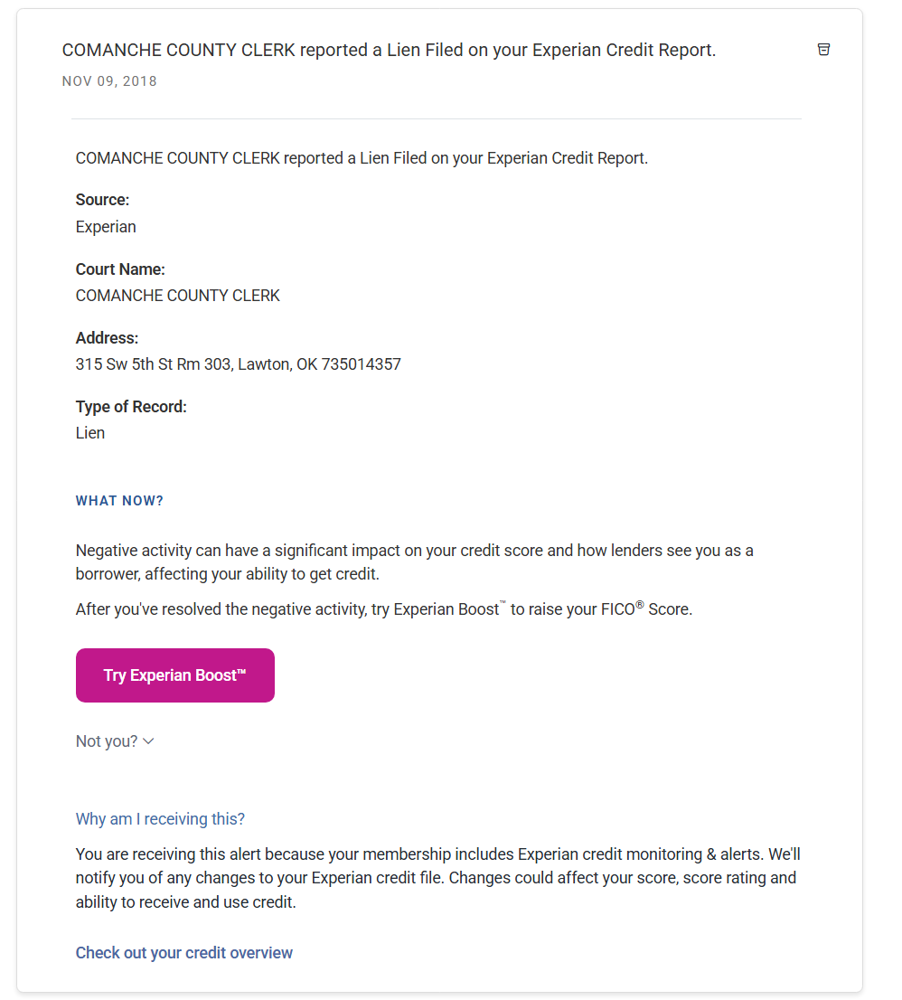 COMANCHE COUNTY CLERK reported a Lien Filed on your Experian Credit Report.
NOV 09, 2018
COMANCHE COUNTY CLERK reported a Lien Filed on your Experian Credit Report.
Source:
Experian
Court Name:
COMANCHE COUNTY CLERK
Address:
315 Sw 5th St Rm 303, Lawton, OK 735014357
Type of Record:
Lien
WHAT NOW?
Negative activity can have a significant impact on your credit score and how lenders see you as a
borrower, affecting your ability to get credit.
After you've resolved the negative activity, try Experian Boost™ to raise your FICO® Score.
Try Experian Boost™
Not you?
Why am I receiving this?
You are receiving this alert because your membership includes Experian credit monitoring & alerts. We'll
notify you of any changes to your Experian credit file. Changes could affect your score, score rating and
ability to receive and use credit.
Check out your credit overview